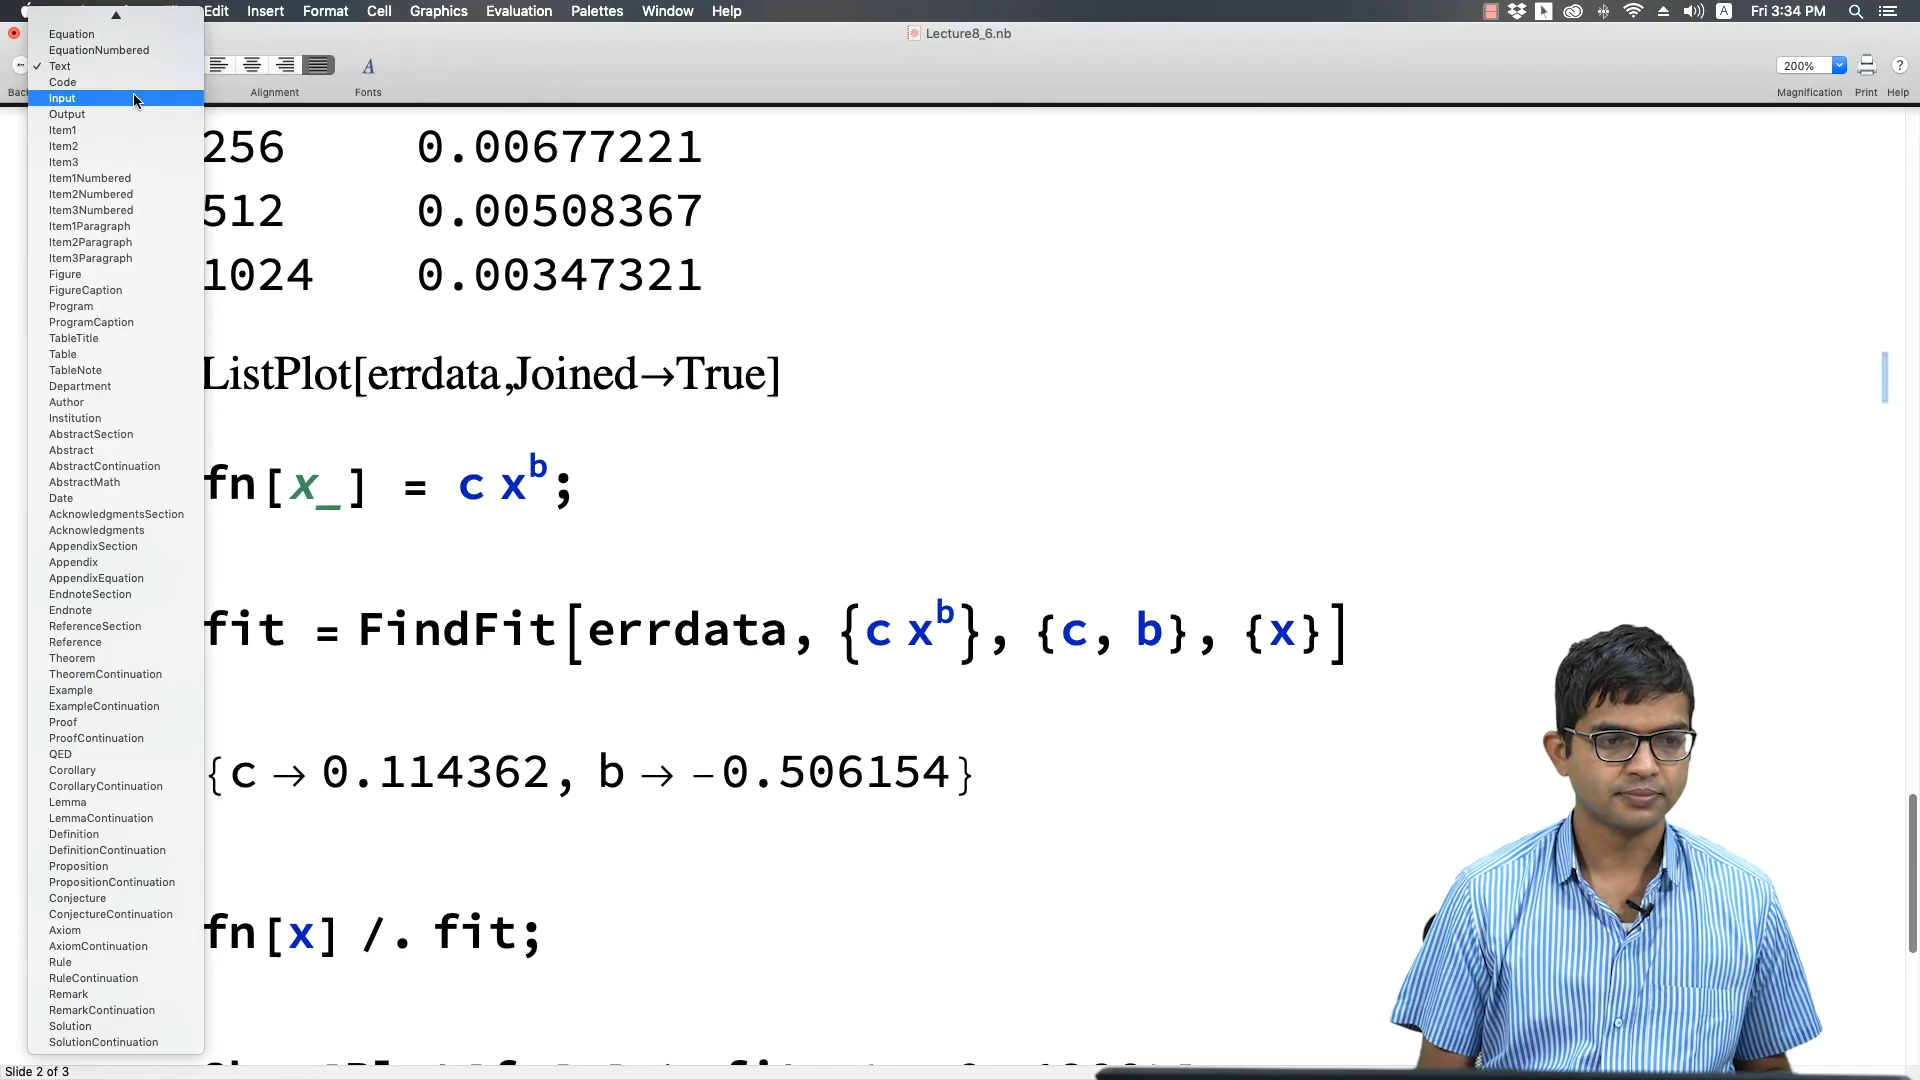 Edit Insert Format Cell Graphics Evaluation Palettes Window Help
A Fri 3:34 PM
Lecture8_6.nb
200%
Back Alignment Fonts Magnification Print Help
Equation
EquationNumbered
✓ Text
Code
Input
Output
Item1
Item2
Item3
Item1Numbered
Item2Numbered
Item3Numbered
Item1Paragraph
Item2Paragraph
Item3Paragraph
Figure
FigureCaption
Program
ProgramCaption
TableTitle
Table
TableNote
Department
Author
Institution
AbstractSection
Abstract
AbstractContinuation
AbstractMath
Date
AcknowledgmentsSection
Acknowledgments
AppendixSection
Appendix
AppendixEquation
EndnoteSection
Endnote
ReferenceSection
Reference
Theorem
TheoremContinuation
Example
ExampleContinuation
Proof
ProofContinuation
QED
Corollary
CorollaryContinuation
Lemma
LemmaContinuation
Definition
DefinitionContinuation
Proposition
PropositionContinuation
Conjecture
ConjectureContinuation
Axiom
AxiomContinuation
Rule
RuleContinuation
Remark
RemarkContinuation
Solution
SolutionContinuation
256 0.00677221
512 0.00508367
1024 0.00347321
ListPlot[errdata,Joined→True]
fn[x_] = c x^b;
fit = FindFit[errdata, {c x^b}, {c, b}, {x}]
{c → 0.114362, b → -0.506154}
fn[x] /. fit;
Slide 2 of 3